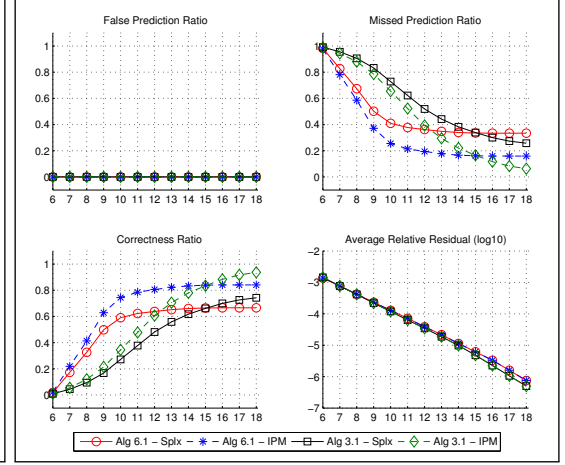 False Prediction Ratio
1
0.8
0.6
0.4
0.2
0
6 7 8 9 10 11 12 13 14 15 16 17 18
Missed Prediction Ratio
1
0.8
0.6
0.4
0.2
0
6 7 8 9 10 11 12 13 14 15 16 17 18
Correctness Ratio
1
0.8
0.6
0.4
0.2
0
6 7 8 9 10 11 12 13 14 15 16 17 18
Average Relative Residual (log10)
−2
−3
−4
−5
−6
−7
6 7 8 9 10 11 12 13 14 15 16 17 18
Alg 6.1 − Splx Alg 6.1 − IPM Alg 3.1 − Splx Alg 3.1 − IPM